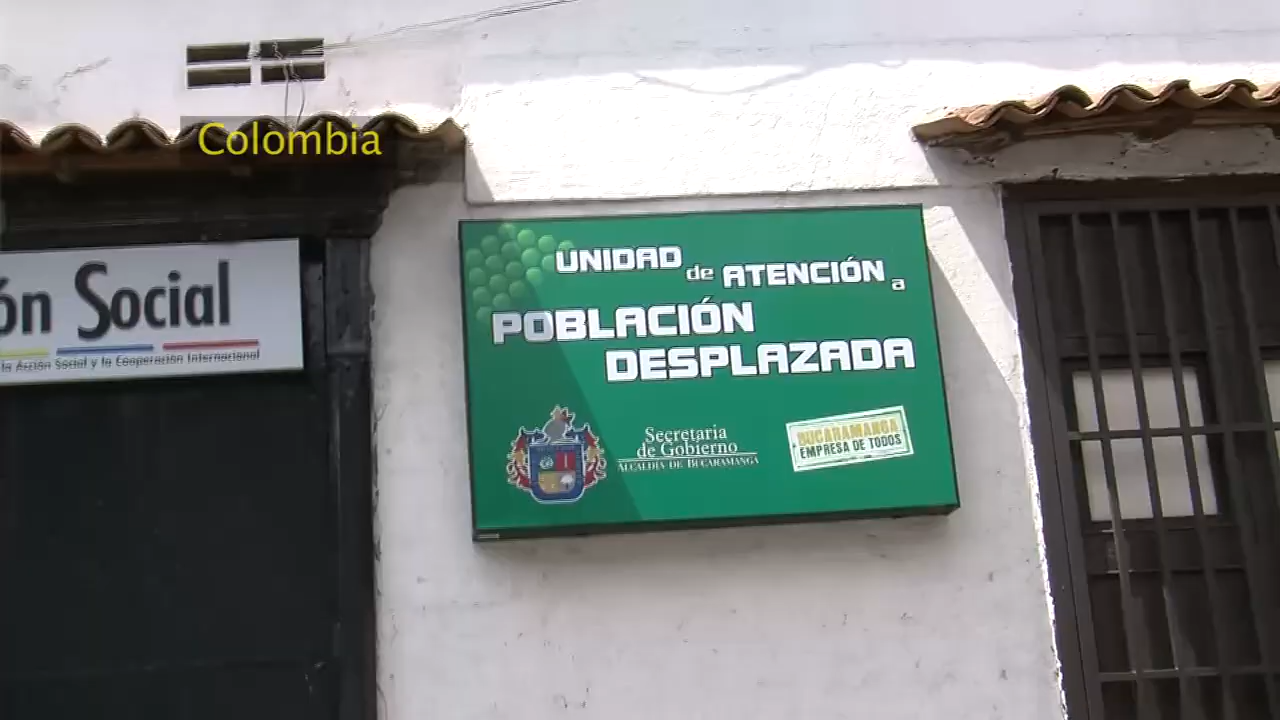 Colombia
ón Social
la Acción Social y la Cooperación Internacional
UNIDAD de ATENCIÓN a
POBLACIÓN
DESPLAZADA
Secretaria
de Gobierno
ALCALDIA DE BUCARAMANGA
BUCARAMANGA
EMPRESA DE TODOS